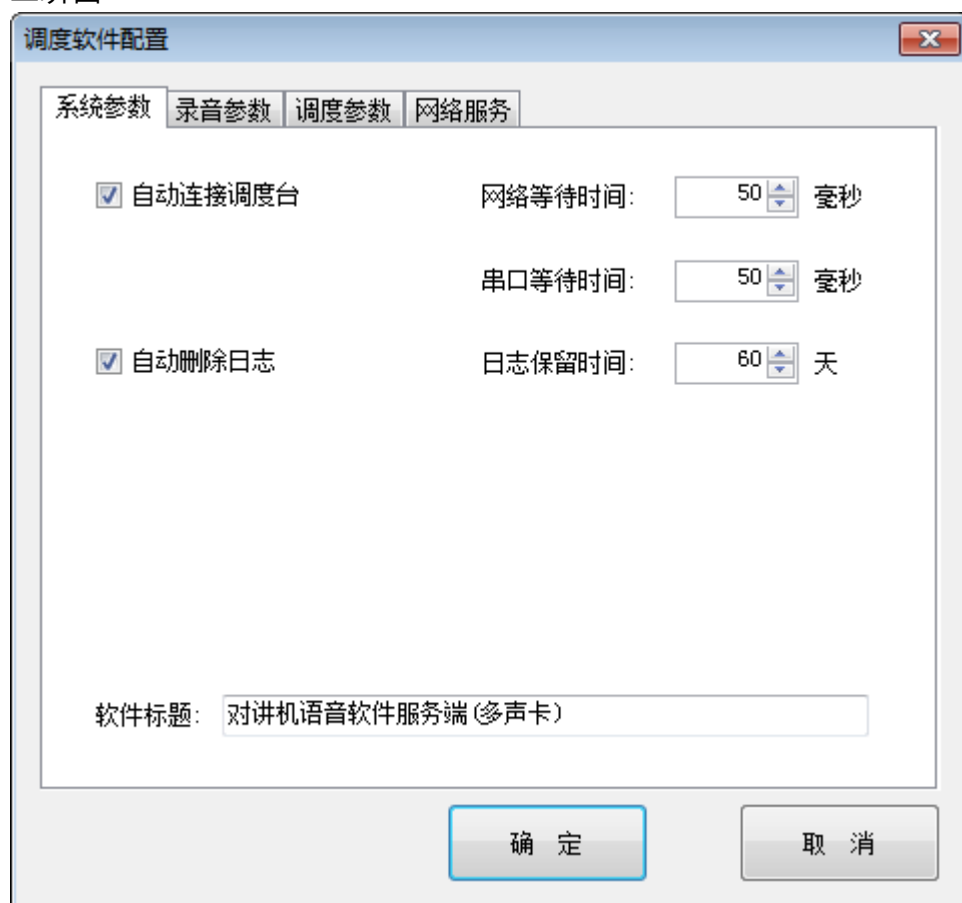 调度软件配置
系统参数 录音参数 调度参数 网络服务
自动连接调度台 网络等待时间: 50 毫秒
串口等待时间: 50 毫秒
自动删除日志 日志保留时间: 60 天
软件标题: 对讲机语音软件服务端(多声卡)
确 定 取 消